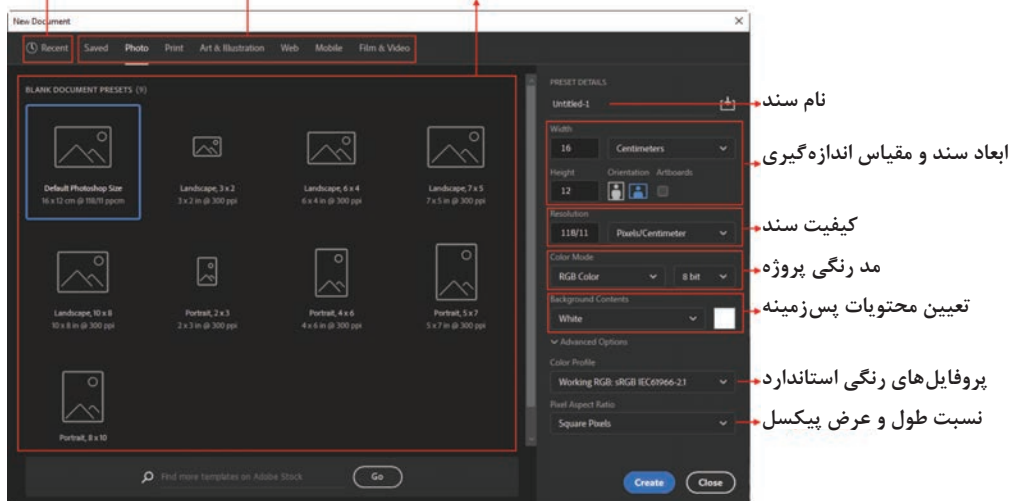 New Document
Recent Saved Photo Print Art & Illustration Web Mobile Film & Video
BLANK DOCUMENT PRESETS (9)
Default Photoshop Size
16 x 12 cm @ 118/11 ppcm
Landscape, 3 x 2
3 x 2 in @ 300 ppi
Landscape, 6 x 4
6 x 4 in @ 300 ppi
Landscape, 7 x 5
7 x 5 in @ 300 ppi
Landscape, 10 x 8
10 x 8 in @ 300 ppi
Portrait, 2 x 3
2 x 3 in @ 300 ppi
Portrait, 4 x 6
4 x 6 in @ 300 ppi
Portrait, 5 x 7
5 x 7 in @ 300 ppi
Portrait, 8 x 10
Find more templates on Adobe Stock
Go
PRESET DETAILS
Untitled-1
نام سند
Width
16 Centimeters
ابعاد سند و مقیاس اندازه‌گیری
Height Orientation Artboards
12
Resolution
118/11 Pixels/Centimeter
کیفیت سند
Color Mode
RGB Color 8 bit
مد رنگی پروژه
Background Contents
White
تعیین محتویات پس‌زمینه
Advanced Options
Color Profile
Working RGB: sRGB IEC61966-2.1
پروفایل‌های رنگی استاندارد
Pixel Aspect Ratio
Square Pixels
نسبت طول و عرض پیکسل
Create Close